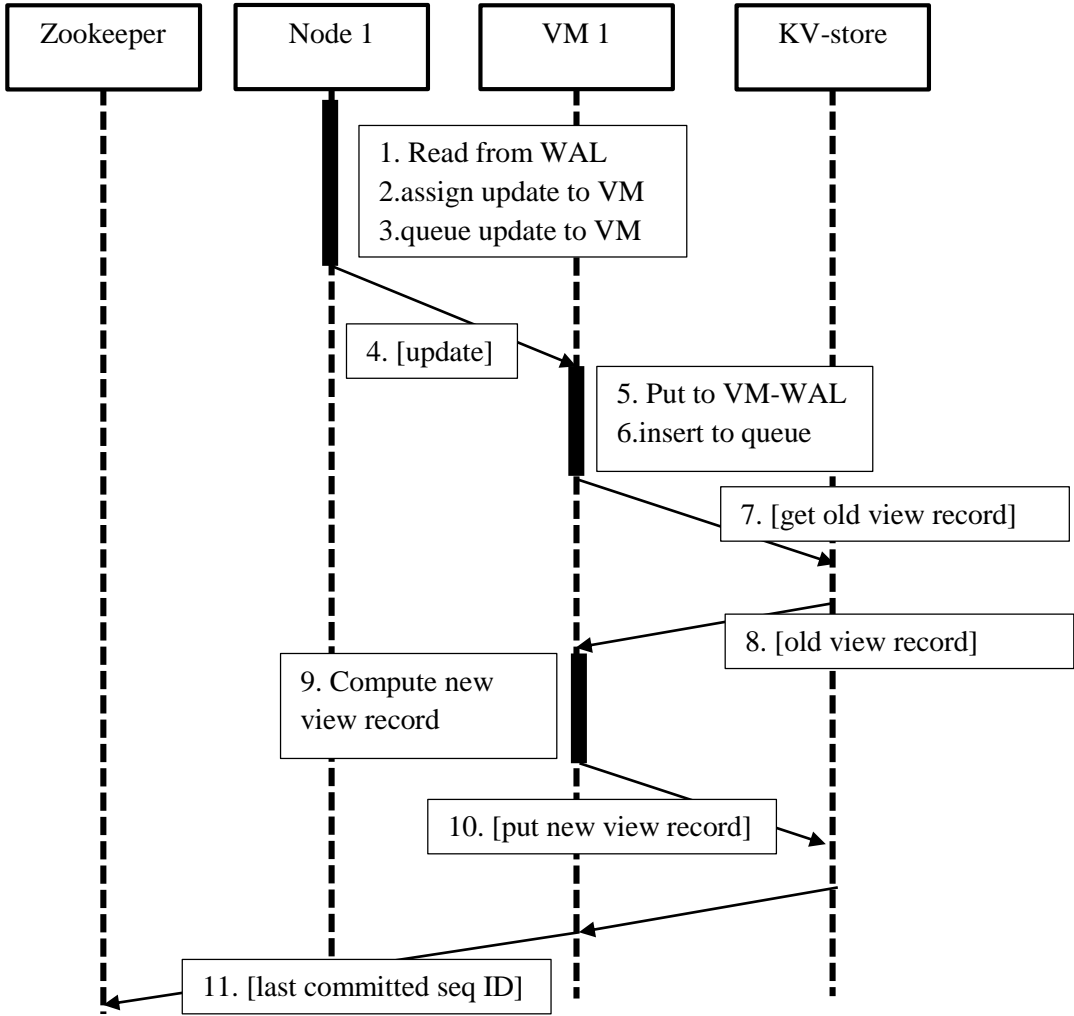 Zookeeper
Node 1
VM 1
KV-store
1. Read from WAL
2.assign update to VM
3.queue update to VM
4. [update]
5. Put to VM-WAL
6.insert to queue
7. [get old view record]
8. [old view record]
9. Compute new
view record
10. [put new view record]
11. [last committed seq ID]